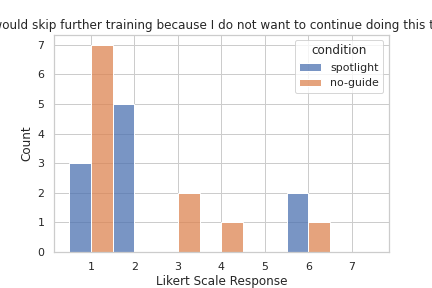 would skip further training because I do not want to continue doing this t
7
6
5
4
3
2
1
0
Count
condition
spotlight
no-guide
1 2 3 4 5 6 7
Likert Scale Response